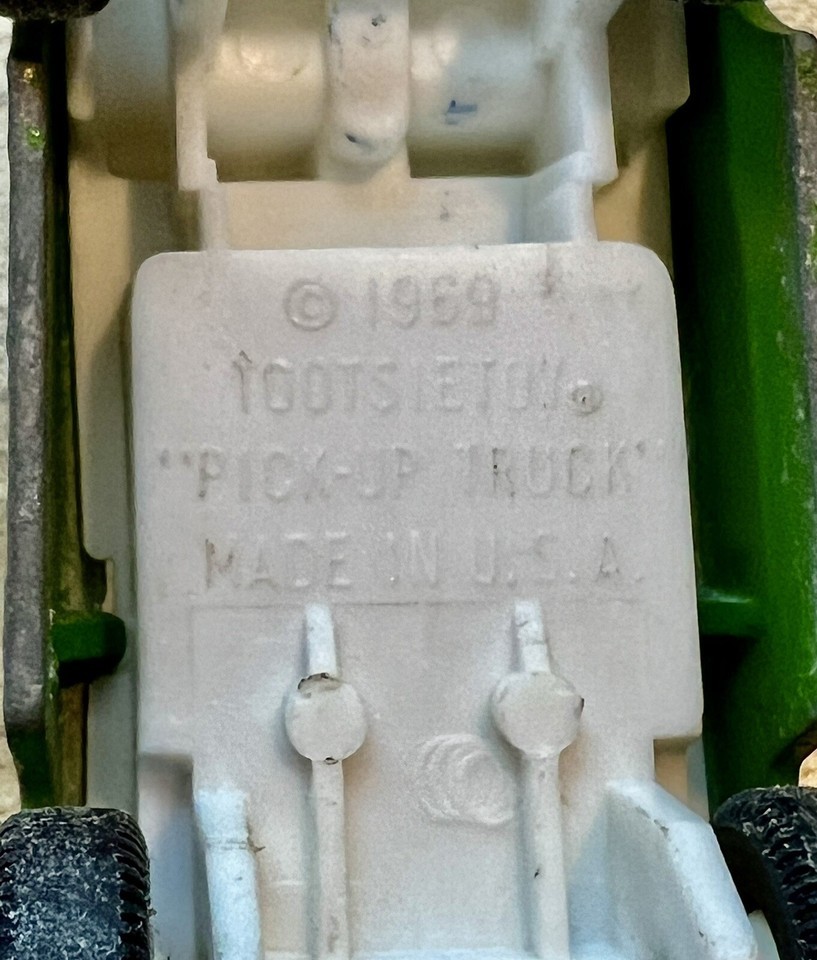 © 1969
TOOTSIETOY®
"PICK-UP TRUCK"
MADE IN U.S.A.